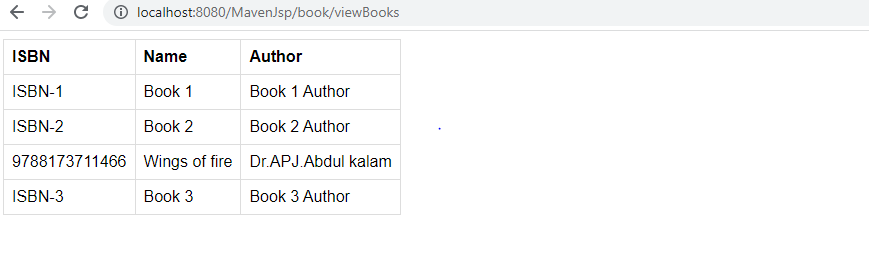 localhost:8080/MavenJsp/book/viewBooks
ISBN Name Author
ISBN-1 Book 1 Book 1 Author
ISBN-2 Book 2 Book 2 Author
9788173711466 Wings of fire Dr.APJ.Abdul kalam
ISBN-3 Book 3 Book 3 Author